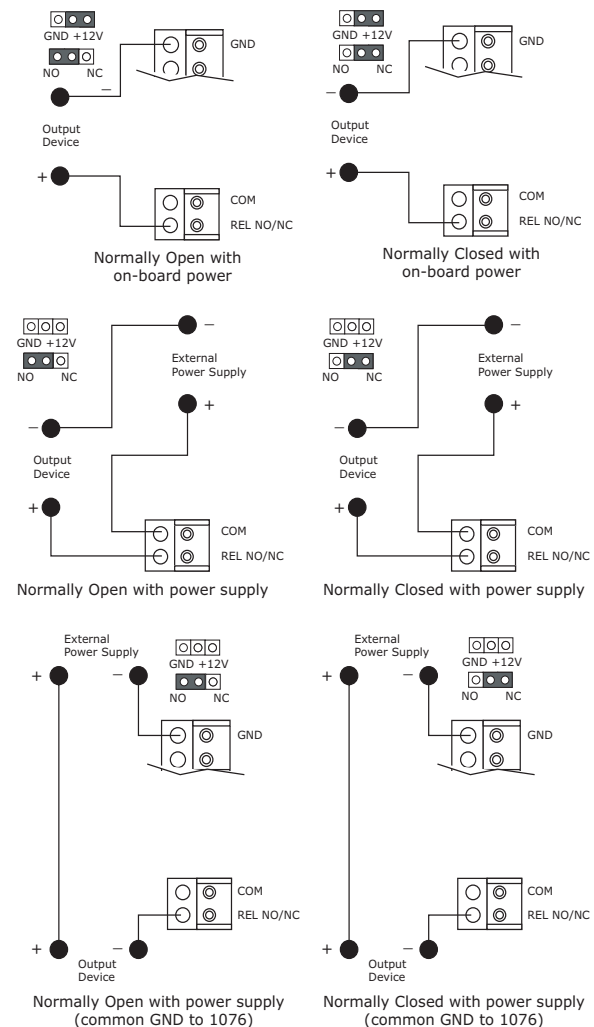 GND +12V
NO NC
GND
−
Output
Device
+
COM
REL NO/NC
Normally Open with
on-board power
GND +12V
NO NC
GND
−
Output
Device
+
COM
REL NO/NC
Normally Closed with
on-board power
GND +12V
NO NC
−
External
Power Supply
+
−
Output
Device
+
COM
REL NO/NC
Normally Open with power supply
GND +12V
NO NC
−
External
Power Supply
+
−
Output
Device
+
COM
REL NO/NC
Normally Closed with power supply
External
Power Supply
+ −
GND +12V
NO NC
GND
COM
REL NO/NC
+ −
Output
Device
Normally Open with power supply
(common GND to 1076)
External
Power Supply
+ −
GND +12V
NO NC
GND
COM
REL NO/NC
+ −
Output
Device
Normally Closed with power supply
(common GND to 1076)